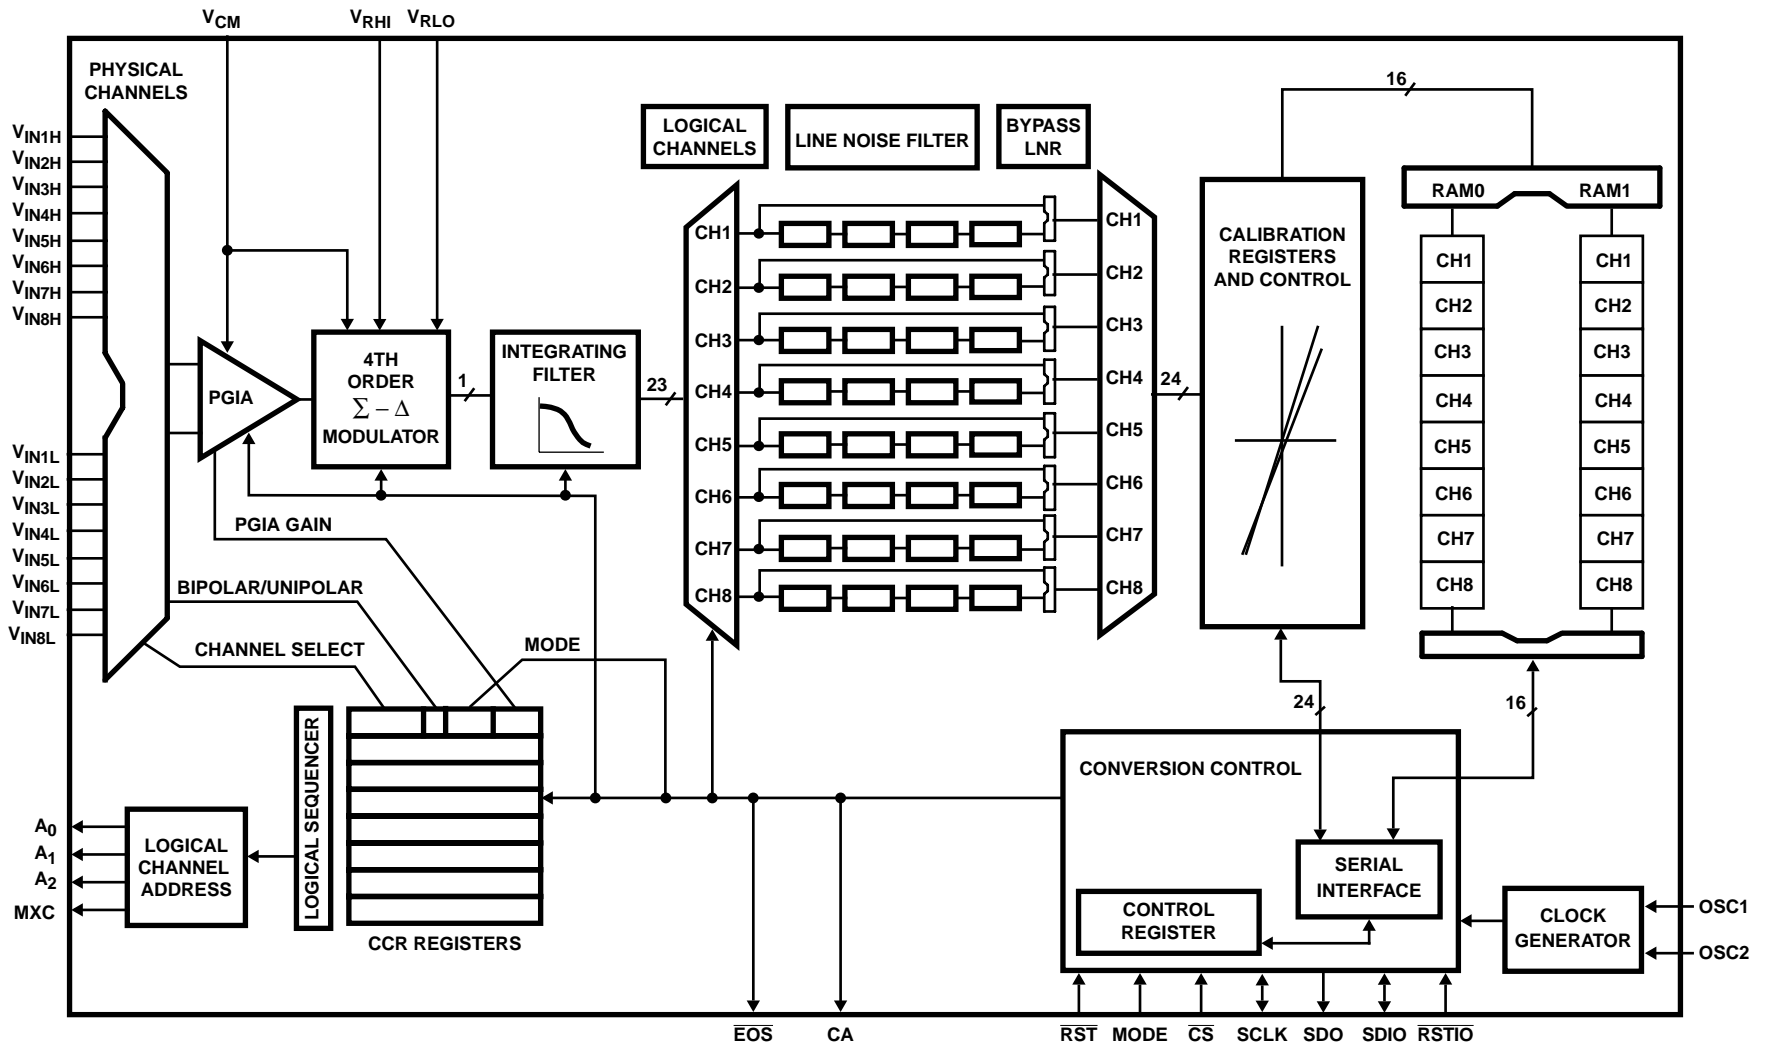 VCM
VRHI
VRLO
PHYSICAL
CHANNELS
VIN1H
VIN2H
VIN3H
VIN4H
VIN5H
VIN6H
VIN7H
VIN8H
VIN1L
VIN2L
VIN3L
VIN4L
VIN5L
VIN6L
VIN7L
VIN8L
PGIA
4TH
ORDER
Σ – Δ
MODULATOR
1
INTEGRATING
FILTER
23
LOGICAL
CHANNELS
LINE NOISE FILTER
BYPASS
LNR
CH1
CH2
CH3
CH4
CH5
CH6
CH7
CH8
CH1
CH2
CH3
CH4
CH5
CH6
CH7
CH8
24
CALIBRATION
REGISTERS
AND CONTROL
16
RAM0
RAM1
CH1
CH2
CH3
CH4
CH5
CH6
CH7
CH8
CH1
CH2
CH3
CH4
CH5
CH6
CH7
CH8
PGIA GAIN
BIPOLAR/UNIPOLAR
CHANNEL SELECT
MODE
LOGICAL SEQUENCER
CCR REGISTERS
LOGICAL
CHANNEL
ADDRESS
A0
A1
A2
MXC
24
16
CONVERSION CONTROL
SERIAL
INTERFACE
CONTROL
REGISTER
CLOCK
GENERATOR
OSC1
OSC2
EOS
CA
RST
MODE
CS
SCLK
SDO
SDIO
RSTIO